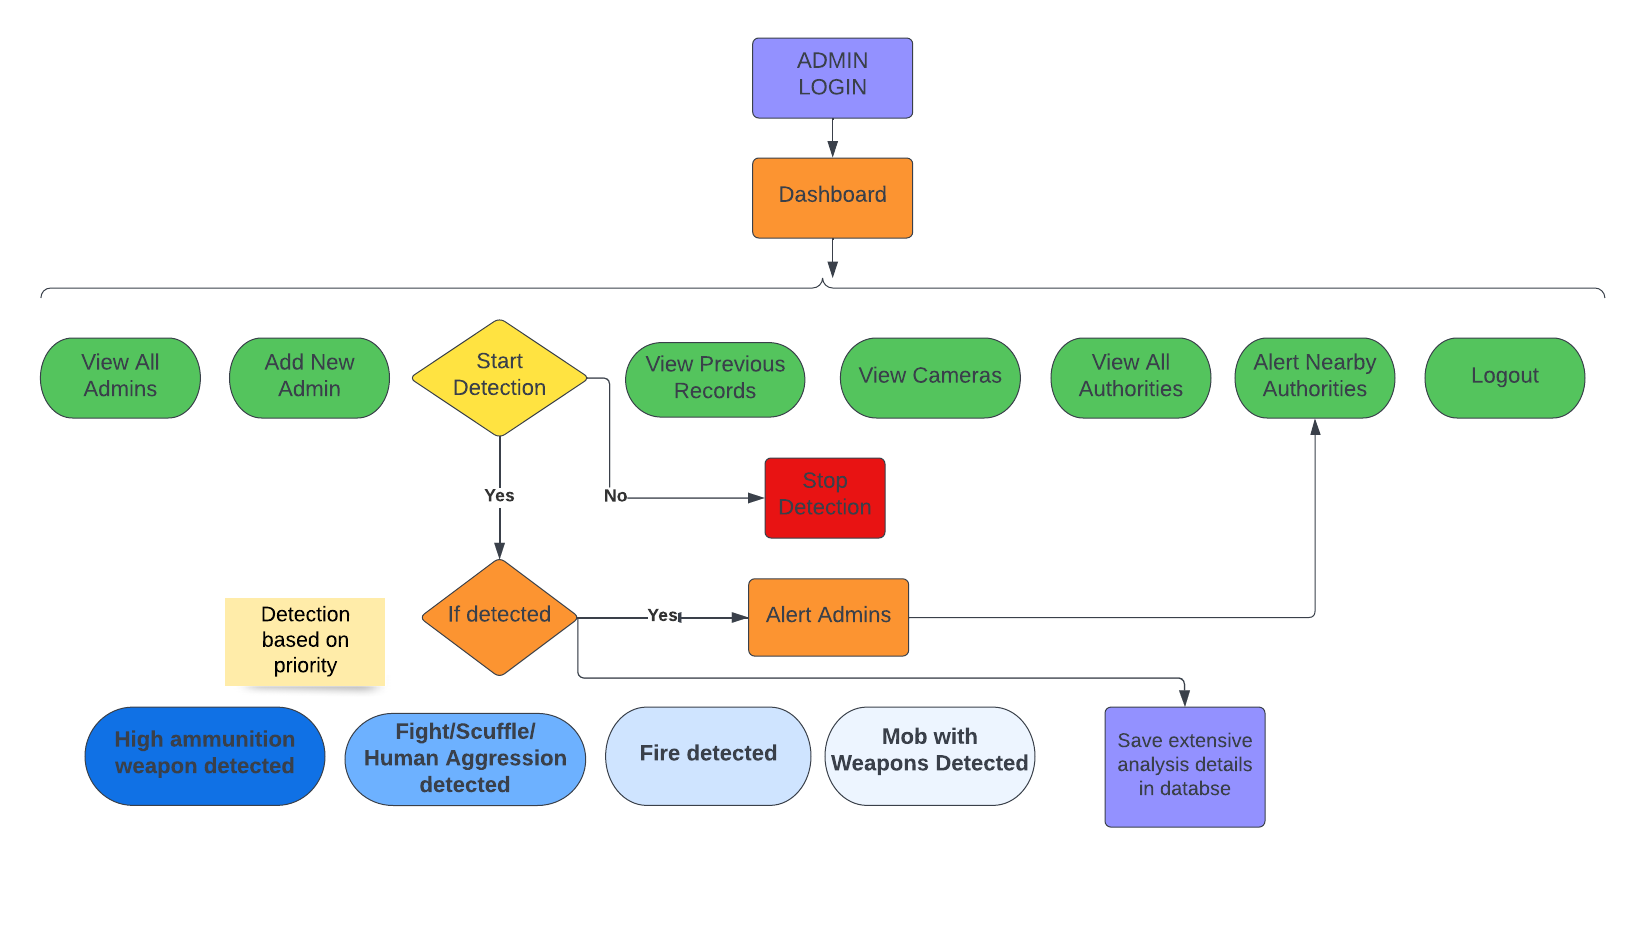 ADMIN
LOGIN
Dashboard
View All
Admins
Add New
Admin
Start
Detection
View Previous
Records
View Cameras
View All
Authorities
Alert Nearby
Authorities
Logout
Yes
No
Stop
Detection
Detection
based on
priority
If detected
Yes
Alert Admins
High ammunition
weapon detected
Fight/Scuffle/
Human Aggression
detected
Fire detected
Mob with
Weapons Detected
Save extensive
analysis details
in databse